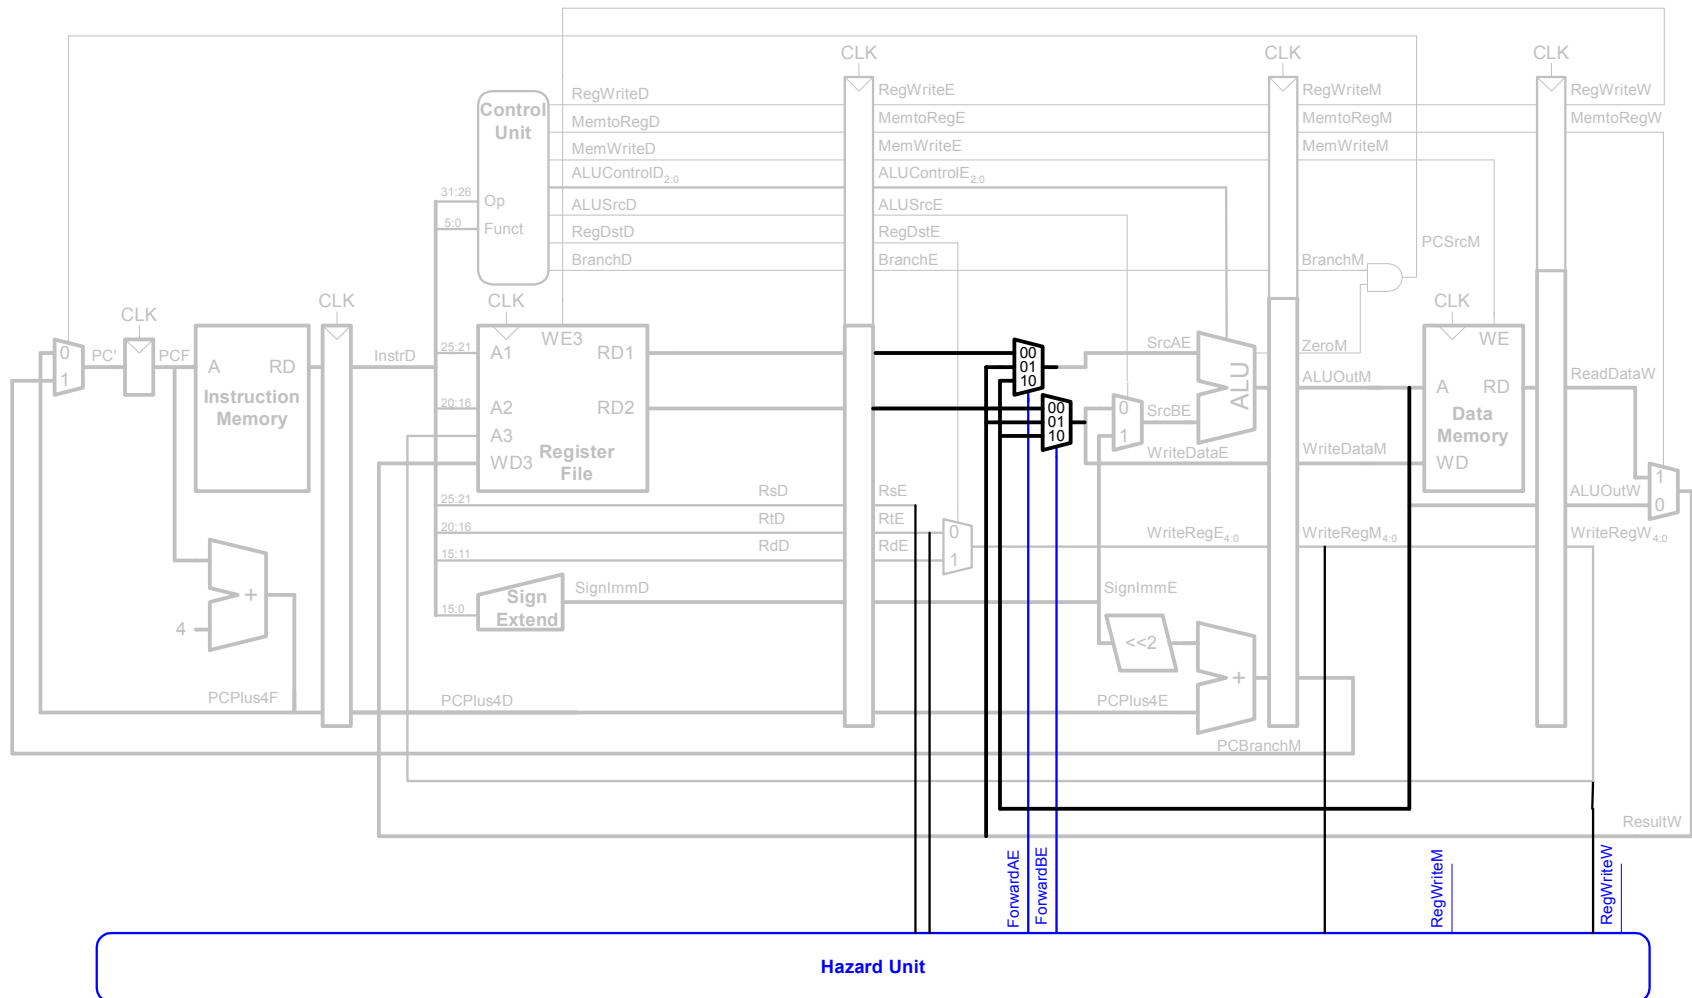 CLK
CLK
CLK
RegWriteD
RegWriteE
RegWriteM
RegWriteW
Control
Unit
MemtoRegD
MemtoRegE
MemtoRegM
MemtoRegW
MemWriteD
MemWriteE
MemWriteM
ALUControlD2:0
ALUControlE2:0
31:26
Op
ALUSrcD
ALUSrcE
5:0
Funct
RegDstD
RegDstE
PCSrcM
BranchD
BranchE
BranchM
CLK
CLK
CLK
CLK
CLK
0
1
PC'
PCF
A
RD
Instruction
Memory
InstrD
25:21
A1
WE3
RD1
00
01
10
SrcAE
ALU
ZeroM
WE
ALUOutM
A
RD
ReadDataW
20:16
A2
RD2
00
01
10
0
1
SrcBE
Data
Memory
A3
Register
File
WD3
WriteDataE
WriteDataM
WD
1
0
25:21
RsD
RsE
ALUOutW
20:16
RtD
RtE
0
1
15:11
RdD
RdE
WriteRegE4:0
WriteRegM4:0
WriteRegW4:0
+
4
15:0
Sign
Extend
SignImmD
SignImmE
<<2
+
PCPlus4F
PCPlus4D
PCPlus4E
PCBranchM
ResultW
ForwardAE
ForwardBE
RegWriteM
RegWriteW
Hazard Unit